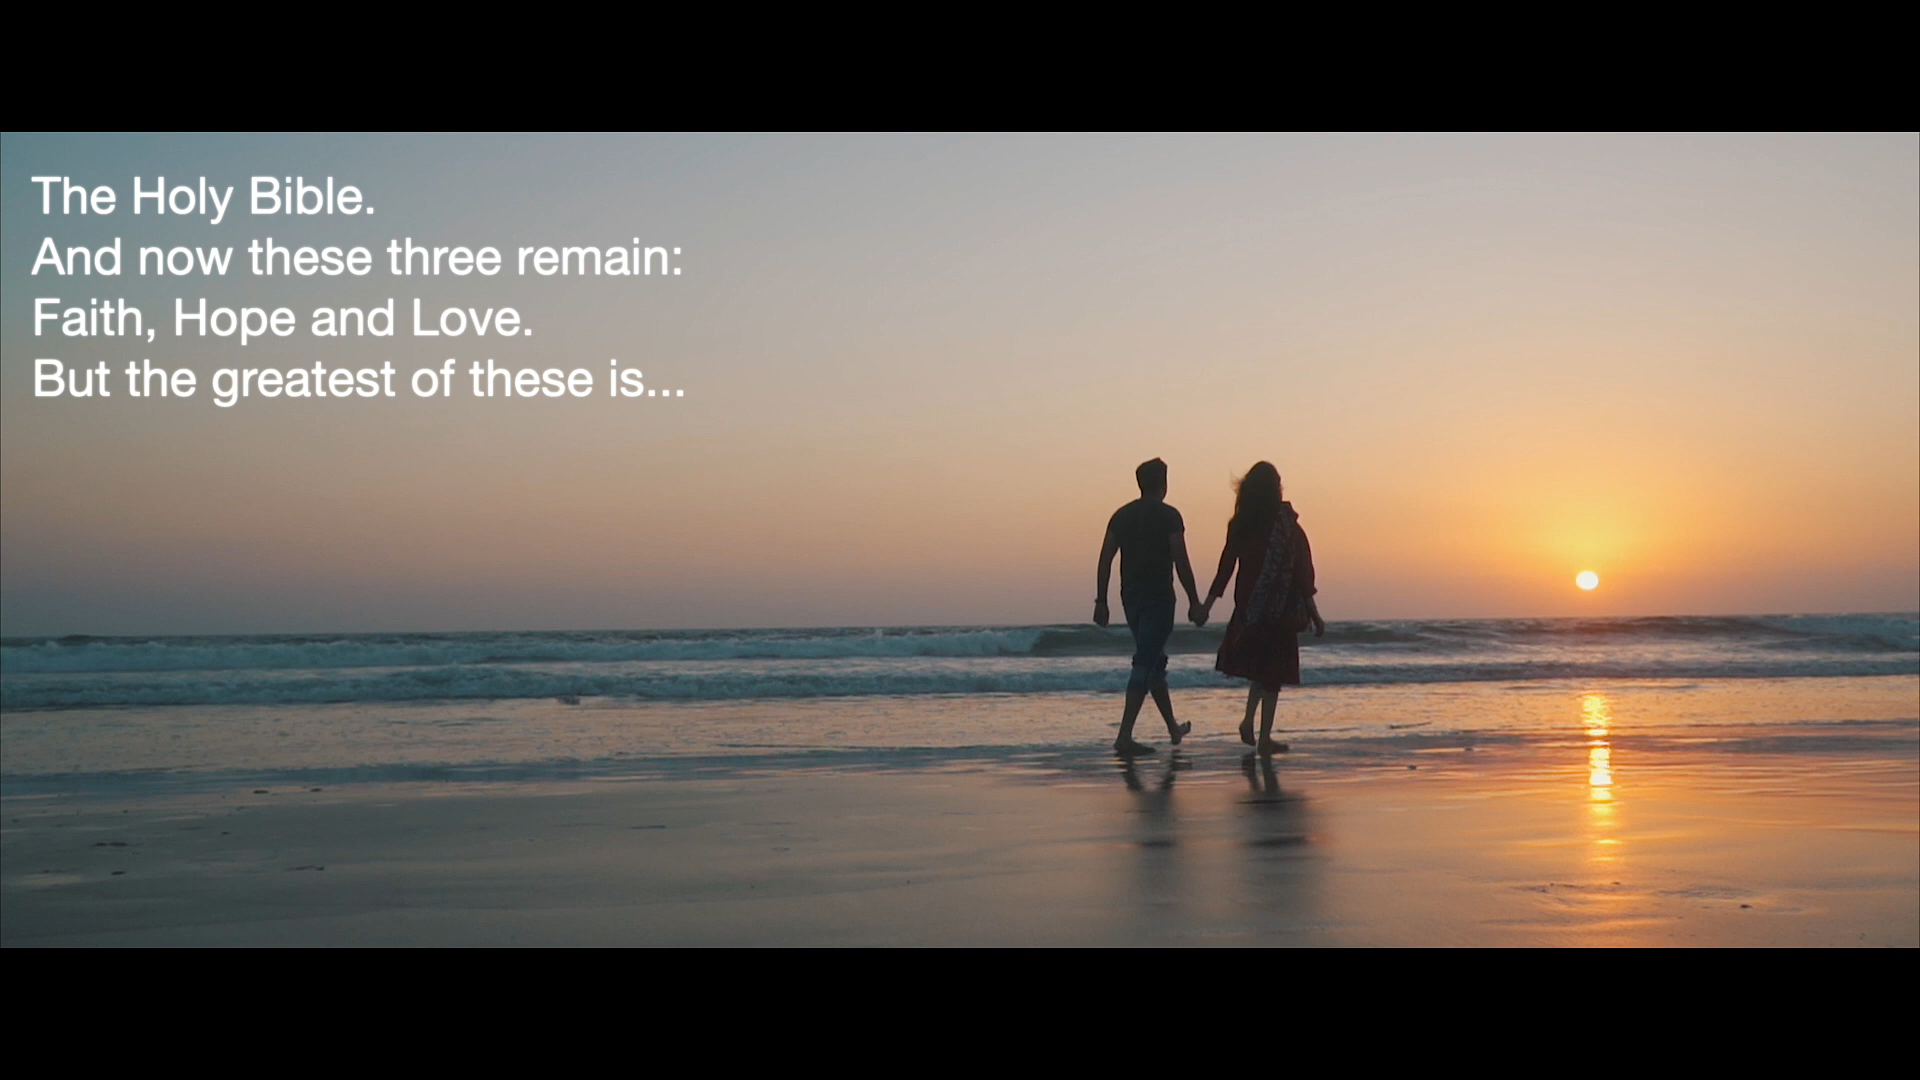 The Holy Bible.
And now these three remain:
Faith, Hope and Love.
But the greatest of these is...